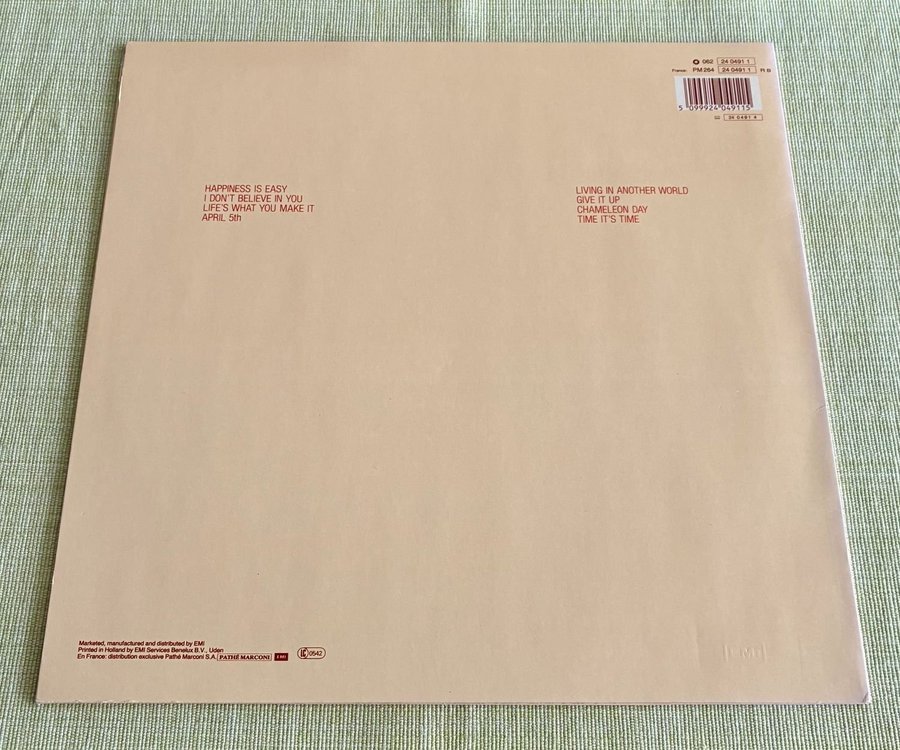 062 24 0491 1
France: PM 264 24 0491 1 R B
5 099924 049115
24 0491 4
HAPPINESS IS EASY
I DON'T BELIEVE IN YOU
LIFE'S WHAT YOU MAKE IT
APRIL 5th
LIVING IN ANOTHER WORLD
GIVE IT UP
CHAMELEON DAY
TIME IT'S TIME
Marketed, manufactured and distributed by EMI
Printed in Holland by EMI Services Benelux B.V., Uden
En France: distribution exclusive Pathé Marconi S.A. PATHÉ MARCONI EMI
LC 0542
EMI